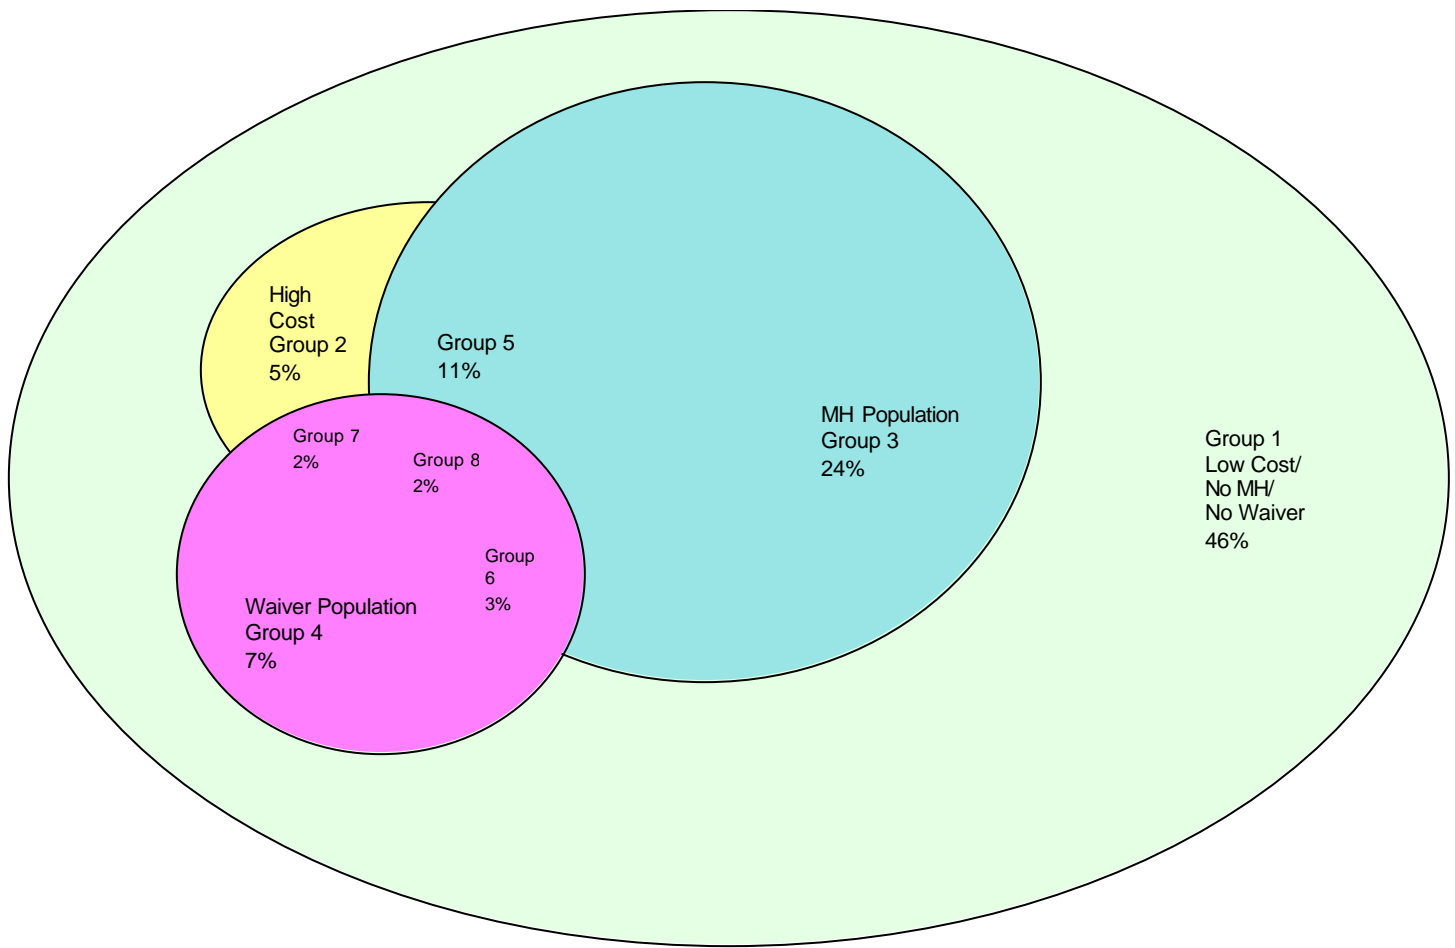 High
Cost
Group 2
5%
Group 5
11%
MH Population
Group 3
24%
Group 1
Low Cost/
No MH/
No Waiver
46%
Group 7
2%
Group 8
2%
Group
6
3%
Waiver Population
Group 4
7%